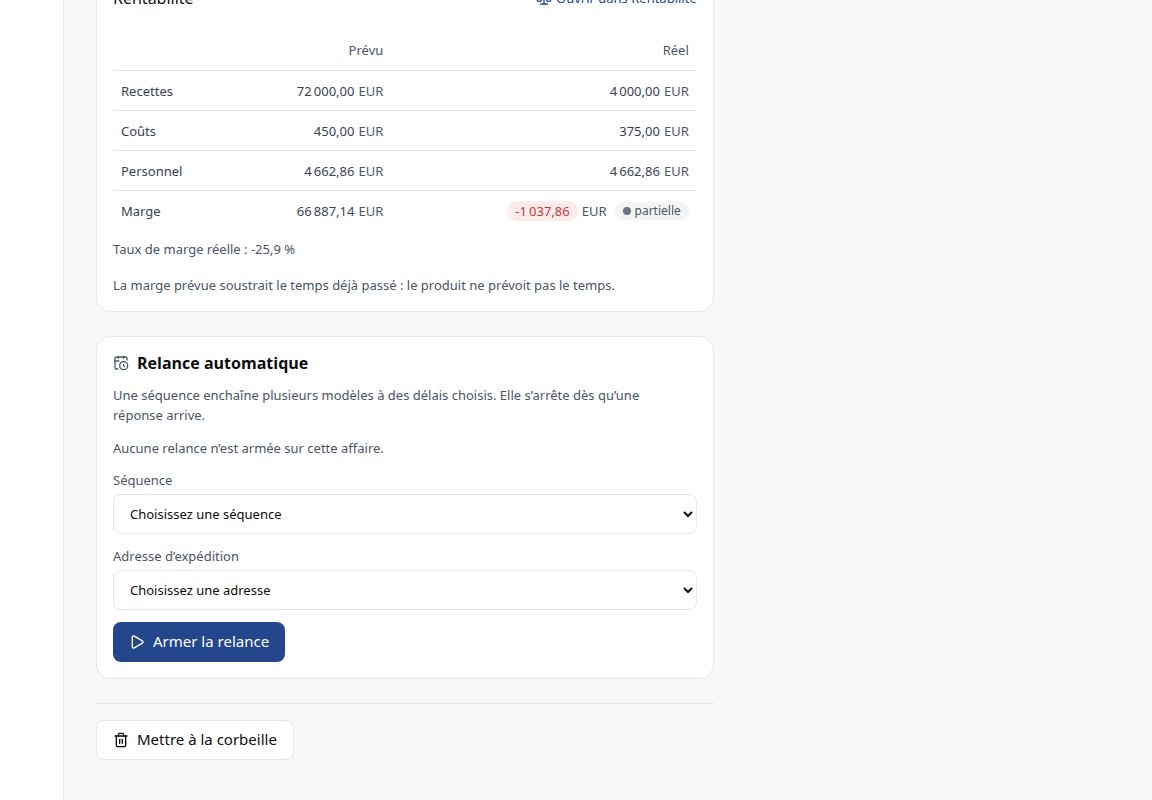 Rentabilité Ouvrir dans Rentabilité
Prévu Réel
Recettes 72 000,00 EUR 4 000,00 EUR
Coûts 450,00 EUR 375,00 EUR
Personnel 4 662,86 EUR 4 662,86 EUR
Marge 66 887,14 EUR -1 037,86 EUR partielle
Taux de marge réelle : -25,9 %
La marge prévue soustrait le temps déjà passé : le produit ne prévoit pas le temps.
Relance automatique
Une séquence enchaîne plusieurs modèles à des délais choisis. Elle s’arrête dès qu’une
réponse arrive.
Aucune relance n’est armée sur cette affaire.
Séquence
Choisissez une séquence
Adresse d’expédition
Choisissez une adresse
Armer la relance
Mettre à la corbeille